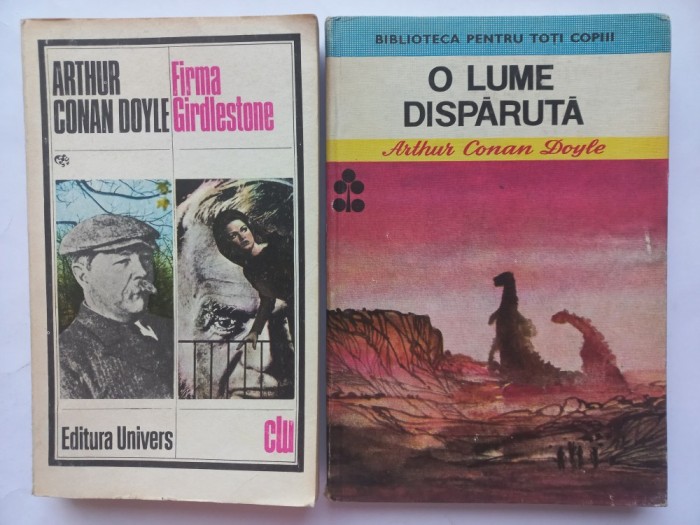 ARTHUR
CONAN DOYLE
Firma
Girdlestone
Editura Univers
clu
BIBLIOTECA PENTRU TOȚI COPIII
O LUME
DISPĂRUTĂ
Arthur Conan Doyle